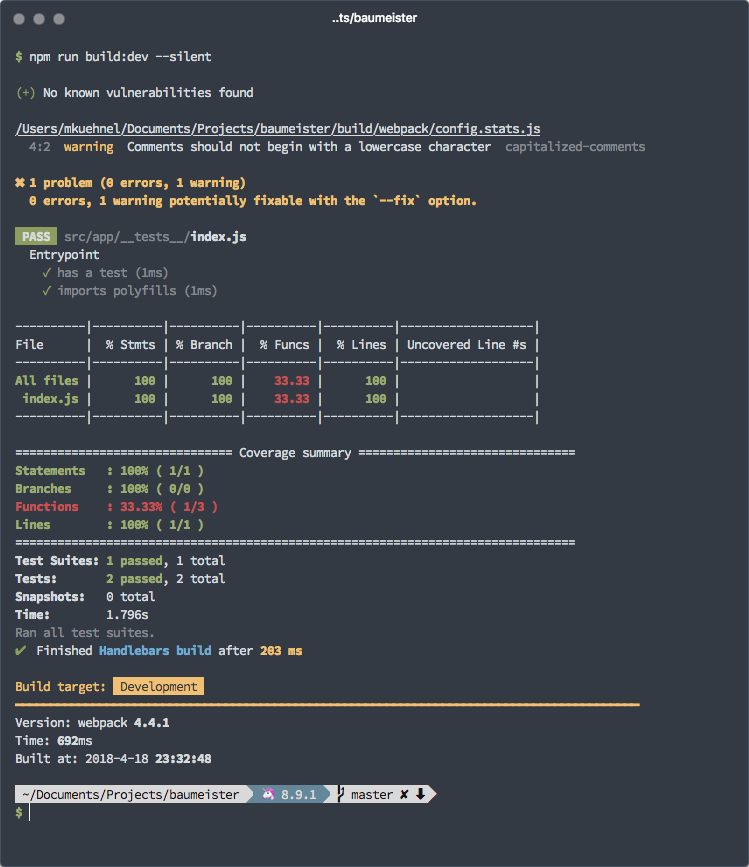 ..ts/baumeister
$ npm run build:dev --silent
(+) No known vulnerabilities found
/Users/mkuehnel/Documents/Projects/baumeister/build/webpack/config.stats.js
4:2 warning Comments should not begin with a lowercase character capitalized-comments
✖ 1 problem (0 errors, 1 warning)
0 errors, 1 warning potentially fixable with the `--fix` option.
PASS src/app/__tests__/index.js
Entrypoint
✓ has a test (1ms)
✓ imports polyfills (1ms)
----------|----------|----------|----------|----------|-------------------|
File      |  % Stmts | % Branch |  % Funcs |  % Lines | Uncovered Line #s |
----------|----------|----------|----------|----------|-------------------|
All files |      100 |      100 |    33.33 |      100 |                   |
 index.js |      100 |      100 |    33.33 |      100 |                   |
----------|----------|----------|----------|----------|-------------------|
=============================== Coverage summary ===============================
Statements   : 100% ( 1/1 )
Branches     : 100% ( 0/0 )
Functions    : 33.33% ( 1/3 )
Lines        : 100% ( 1/1 )
================================================================================
Test Suites: 1 passed, 1 total
Tests:       2 passed, 2 total
Snapshots:   0 total
Time:        1.796s
Ran all test suites.
✔ Finished Handlebars build after 203 ms
Build target: Development
Version: webpack 4.4.1
Time: 692ms
Built at: 2018-4-18 23:32:48
~/Documents/Projects/baumeister 🦄 8.9.1 master ✘ ⬇
$